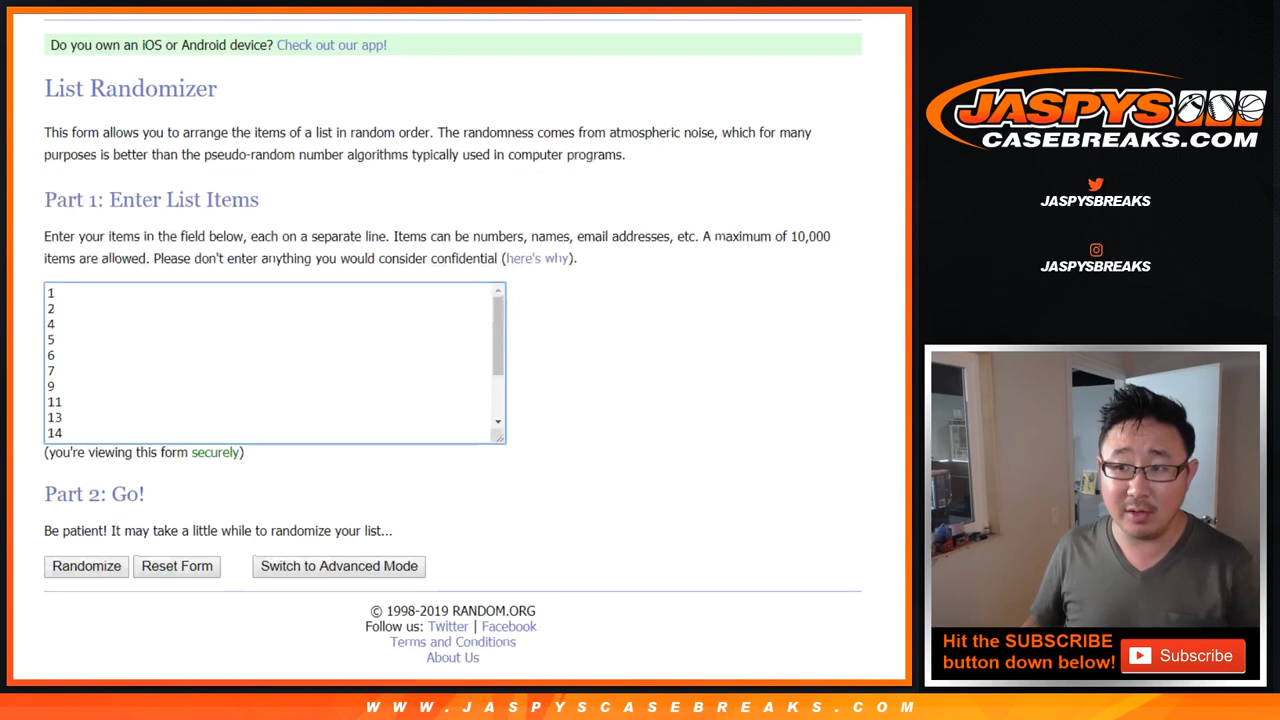 Do you own an iOS or Android device? Check out our app!
List Randomizer
This form allows you to arrange the items of a list in random order. The randomness comes from atmospheric noise, which for many
purposes is better than the pseudo-random number algorithms typically used in computer programs.
Part 1: Enter List Items
Enter your items in the field below, each on a separate line. Items can be numbers, names, email addresses, etc. A maximum of 10,000
items are allowed. Please don't enter anything you would consider confidential (here's why).
1
2
4
5
6
7
9
11
13
14
(you're viewing this form securely)
Part 2: Go!
Be patient! It may take a little while to randomize your list...
Randomize Reset Form Switch to Advanced Mode
© 1998-2019 RANDOM.ORG
Follow us: Twitter | Facebook
Terms and Conditions
About Us
JASPYS
CASEBREAKS.COM
JASPYSBREAKS
JASPYSBREAKS
Hit the SUBSCRIBE
button down below!
Subscribe
WWW.JASPYSCASEBREAKS.COM